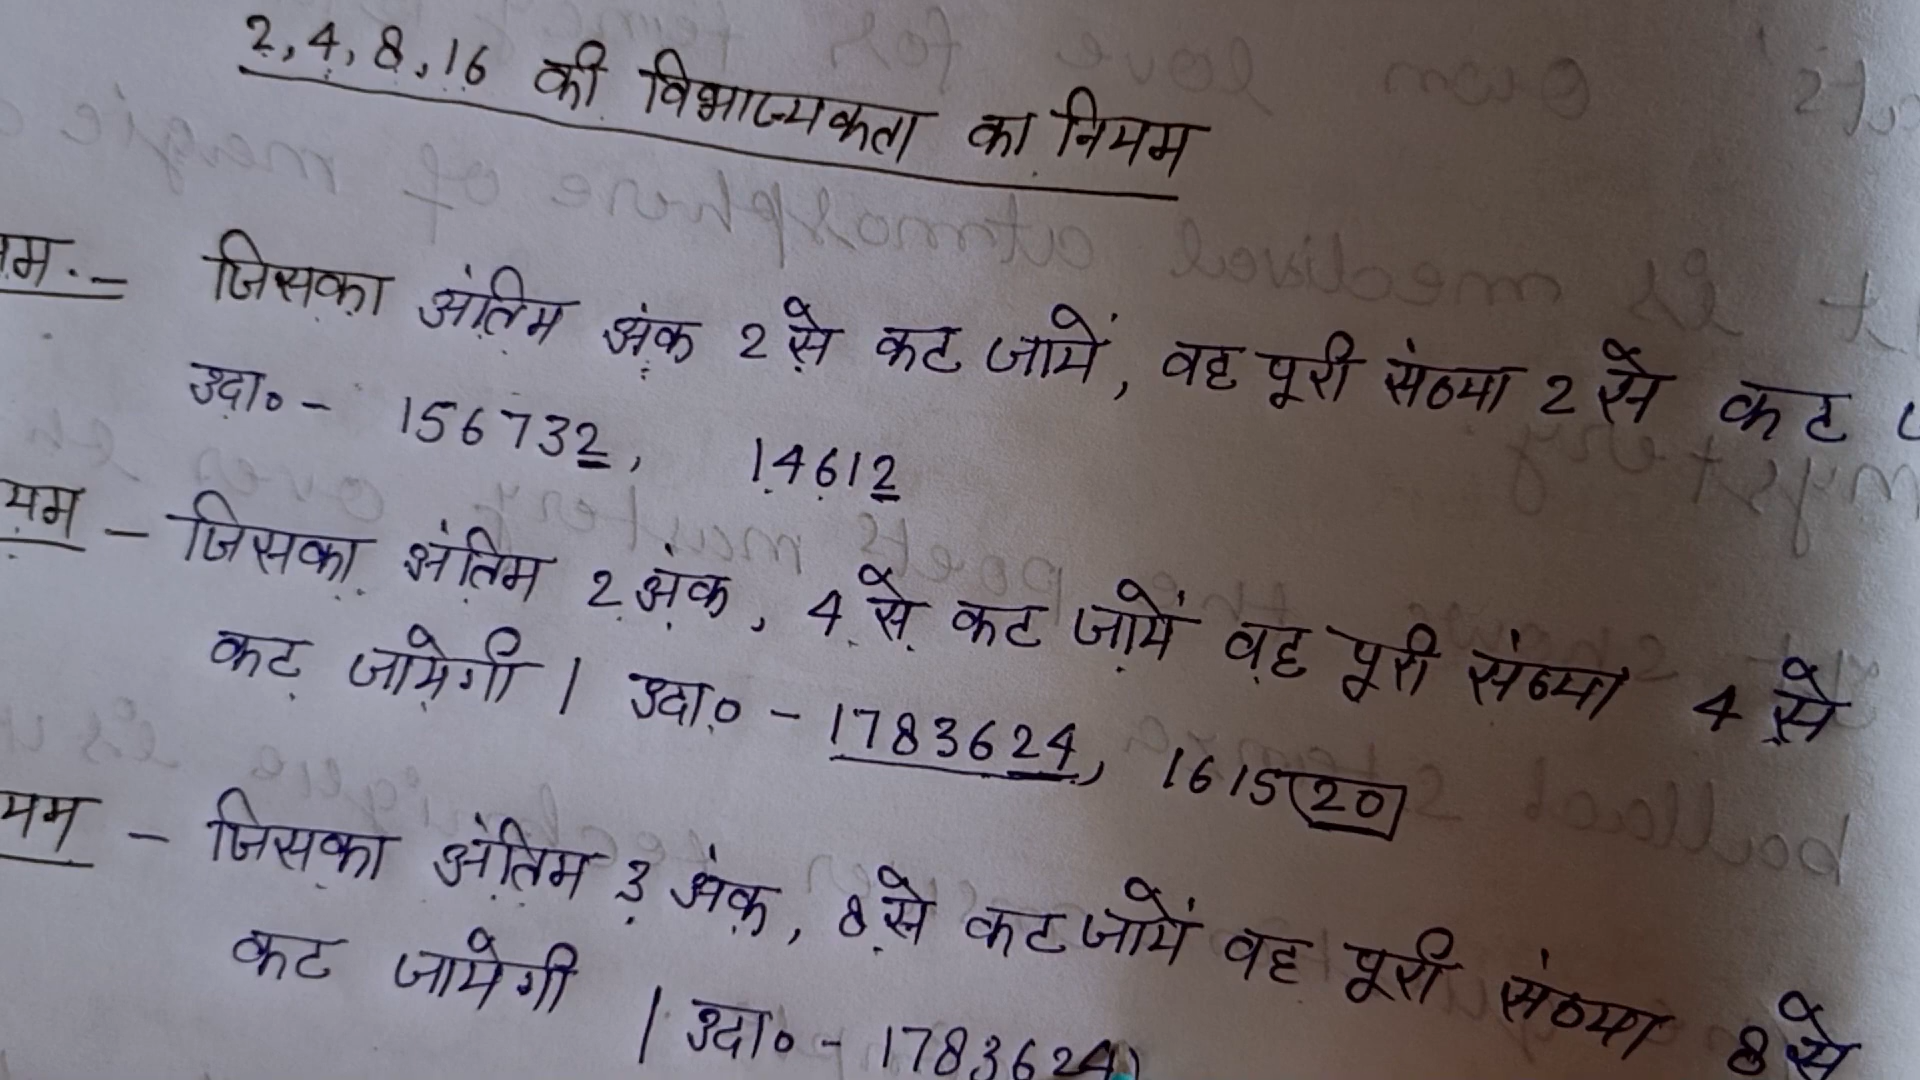 2, 4, 8, 16 की विभाज्यकता का नियम
यम :- जिसका अंतिम अंक 2 से कट जाये, वह पूरी संख्या 2 से कट
उदा० - 156732, 14612
यम - जिसका अंतिम 2 अंक, 4 से कट जाये वह पूरी संख्या 4 से
कट जायेगी । उदा० - 1783624, 161520
यम - जिसका अंतिम 3 अंक, 8 से कट जाये वह पूरी संख्या 8 से
कट जायेगी । उदा० - 1783624,